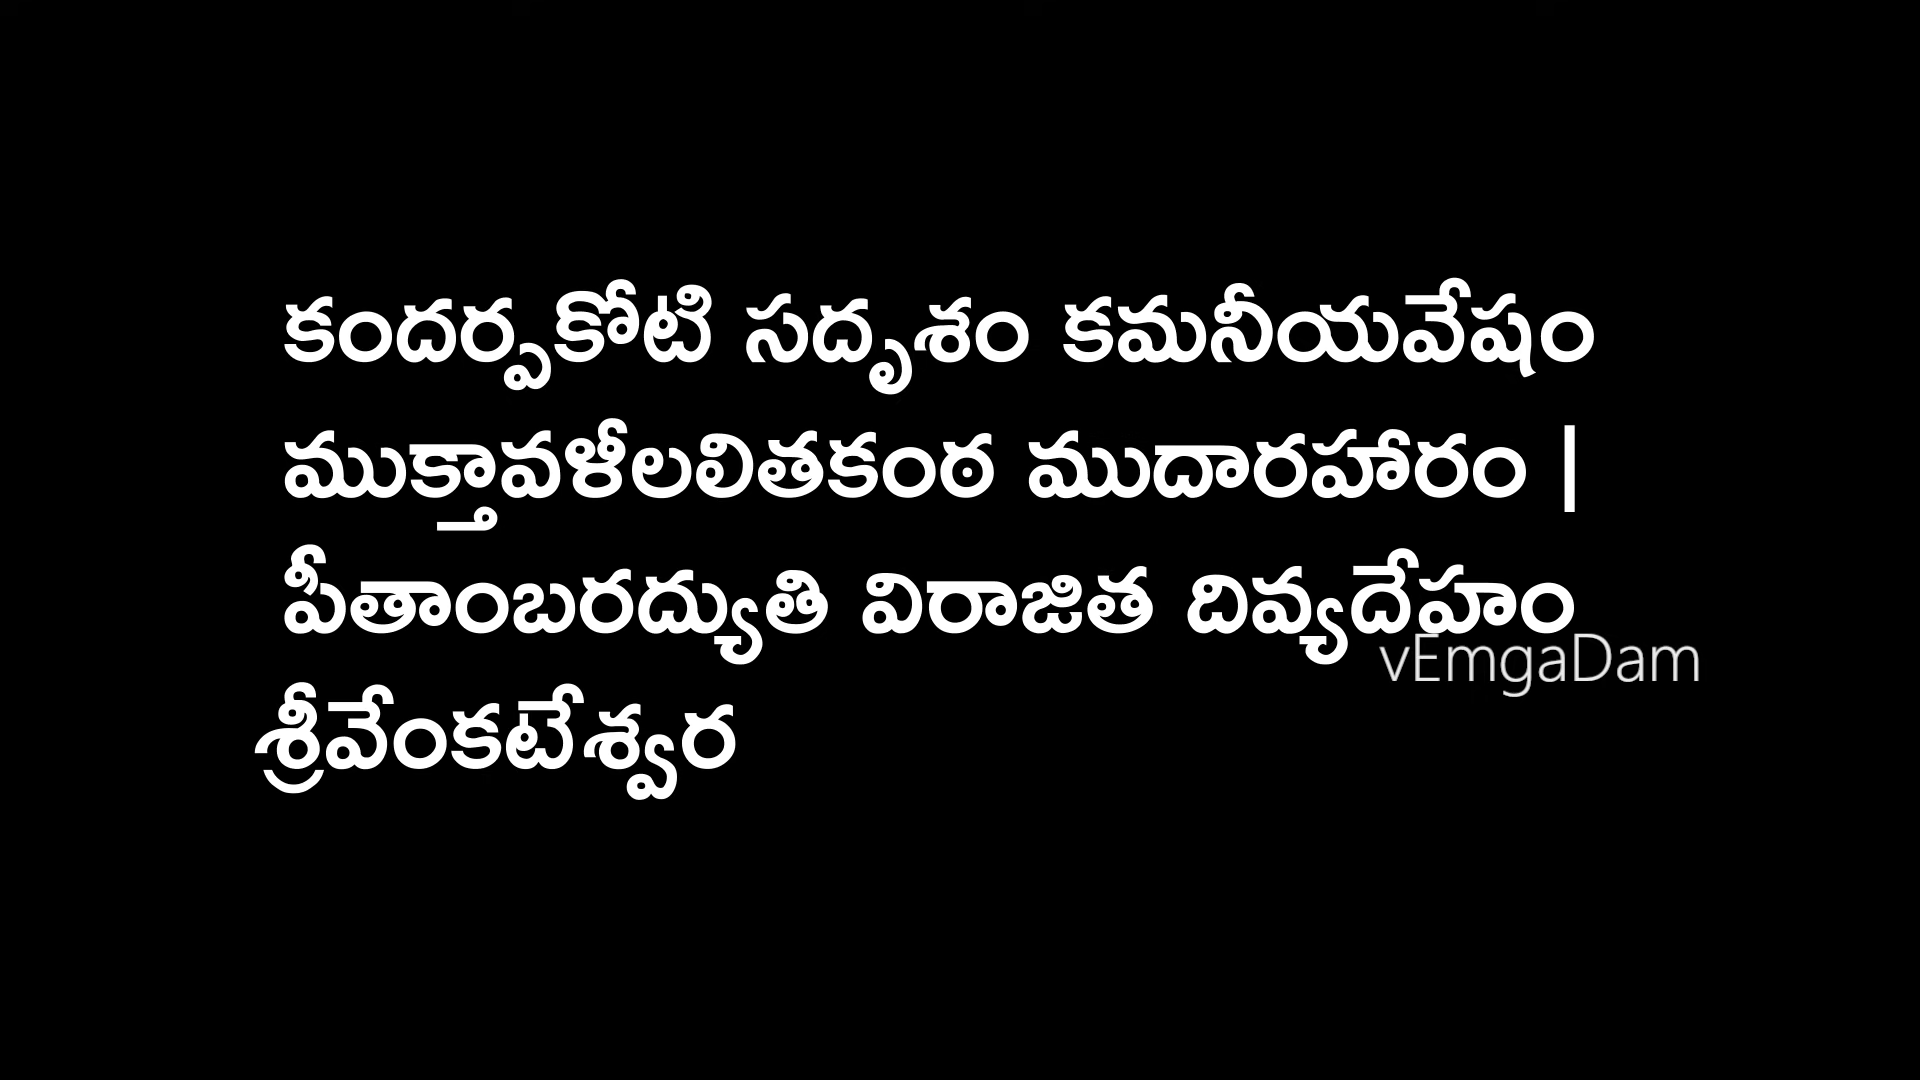 కందర్పకోటి సదృశం కమనీయవేషం
ముక్తావళీలలితకంఠ ముదారహారం |
పీతాంబరద్యుతి విరాజిత దివ్యదేహం
vEmgaDam
శ్రీవేంకటేశ్వర